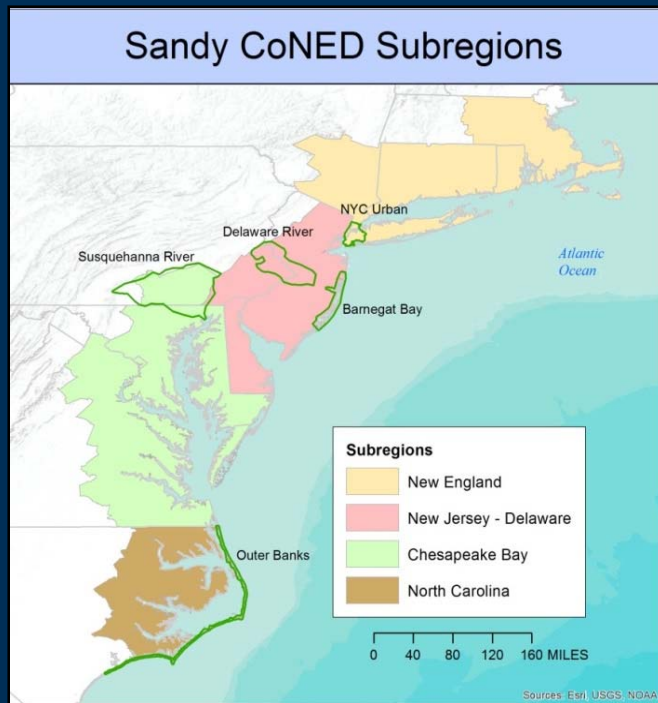 Sandy CoNED Subregions
NYC Urban
Delaware River
Susquehanna River
Atlantic
Ocean
Barnegat Bay
Subregions
New England
New Jersey - Delaware
Chesapeake Bay
North Carolina
Outer Banks
0 40 80 120 160 MILES
Sources: Esri, USGS, NOAA